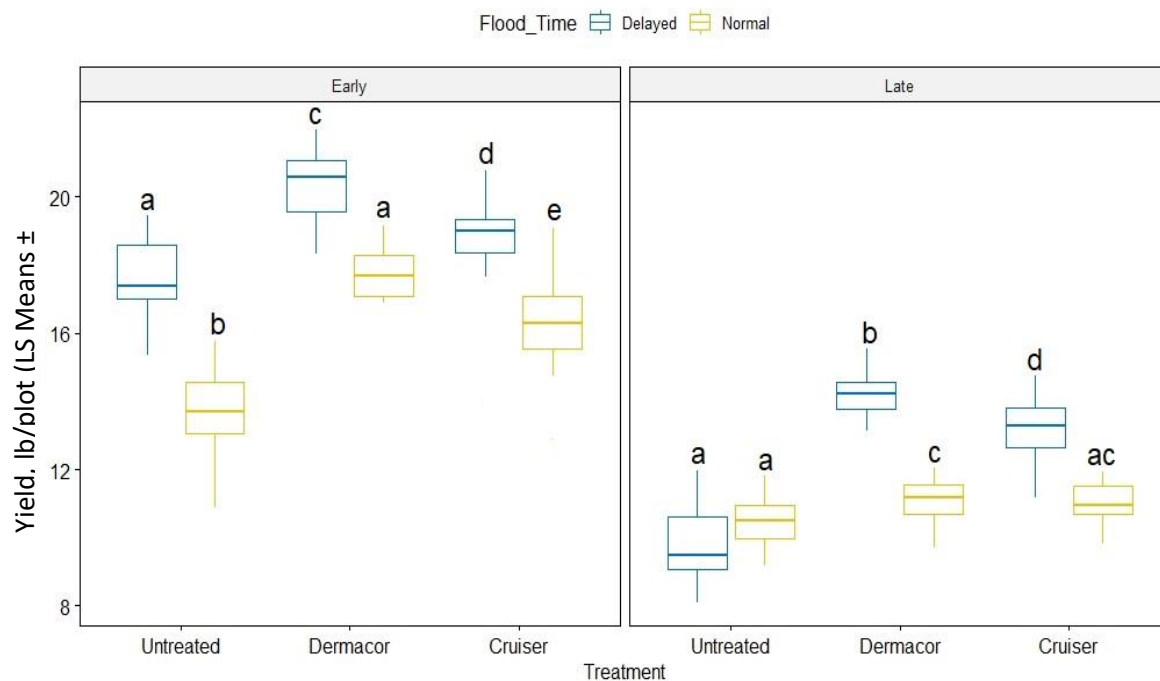 Flood_Time Delayed Normal
Early Late
Yield. lb/plot (LS Means ±
20
16
12
8
a
b
c
a
d
e
a
a
b
c
d
ac
Untreated Dermacor Cruiser Untreated Dermacor Cruiser
Treatment